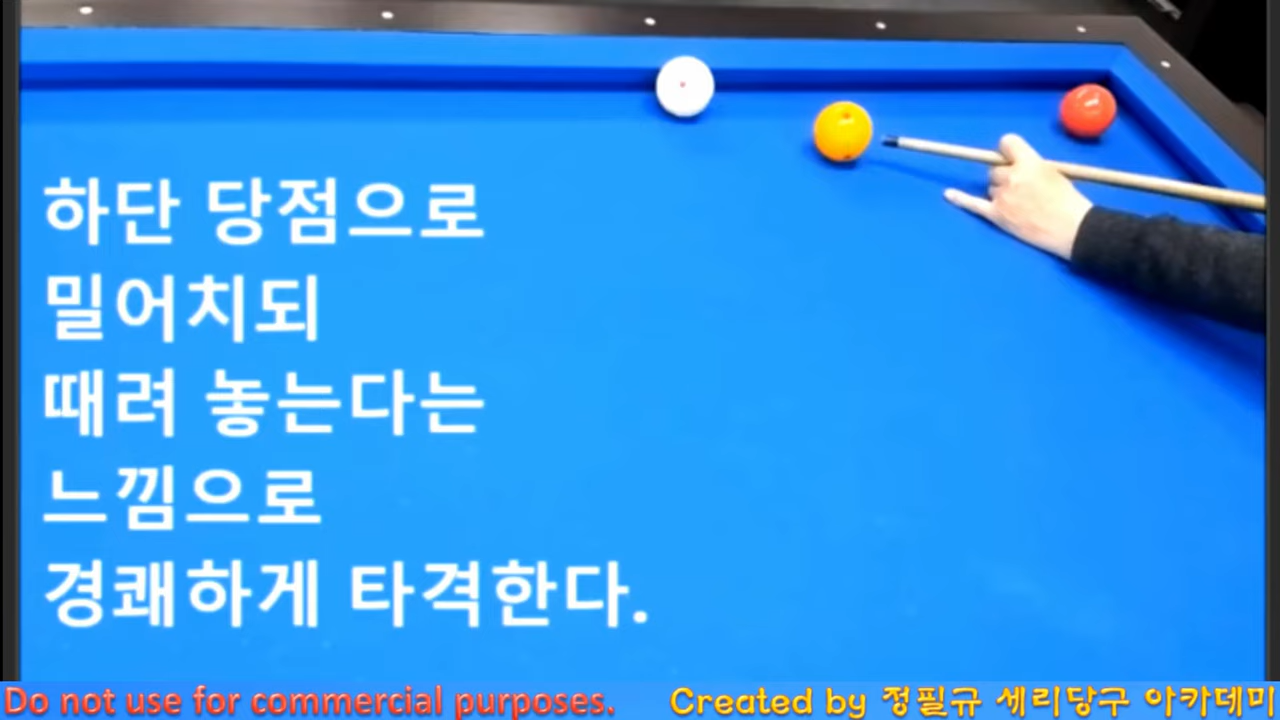 하단 당점으로
밀어치되
때려 놓는다는
느낌으로
경쾌하게 타격한다.
Do not use for commercial purposes.
Created by 정필규 세리당구 아카데미